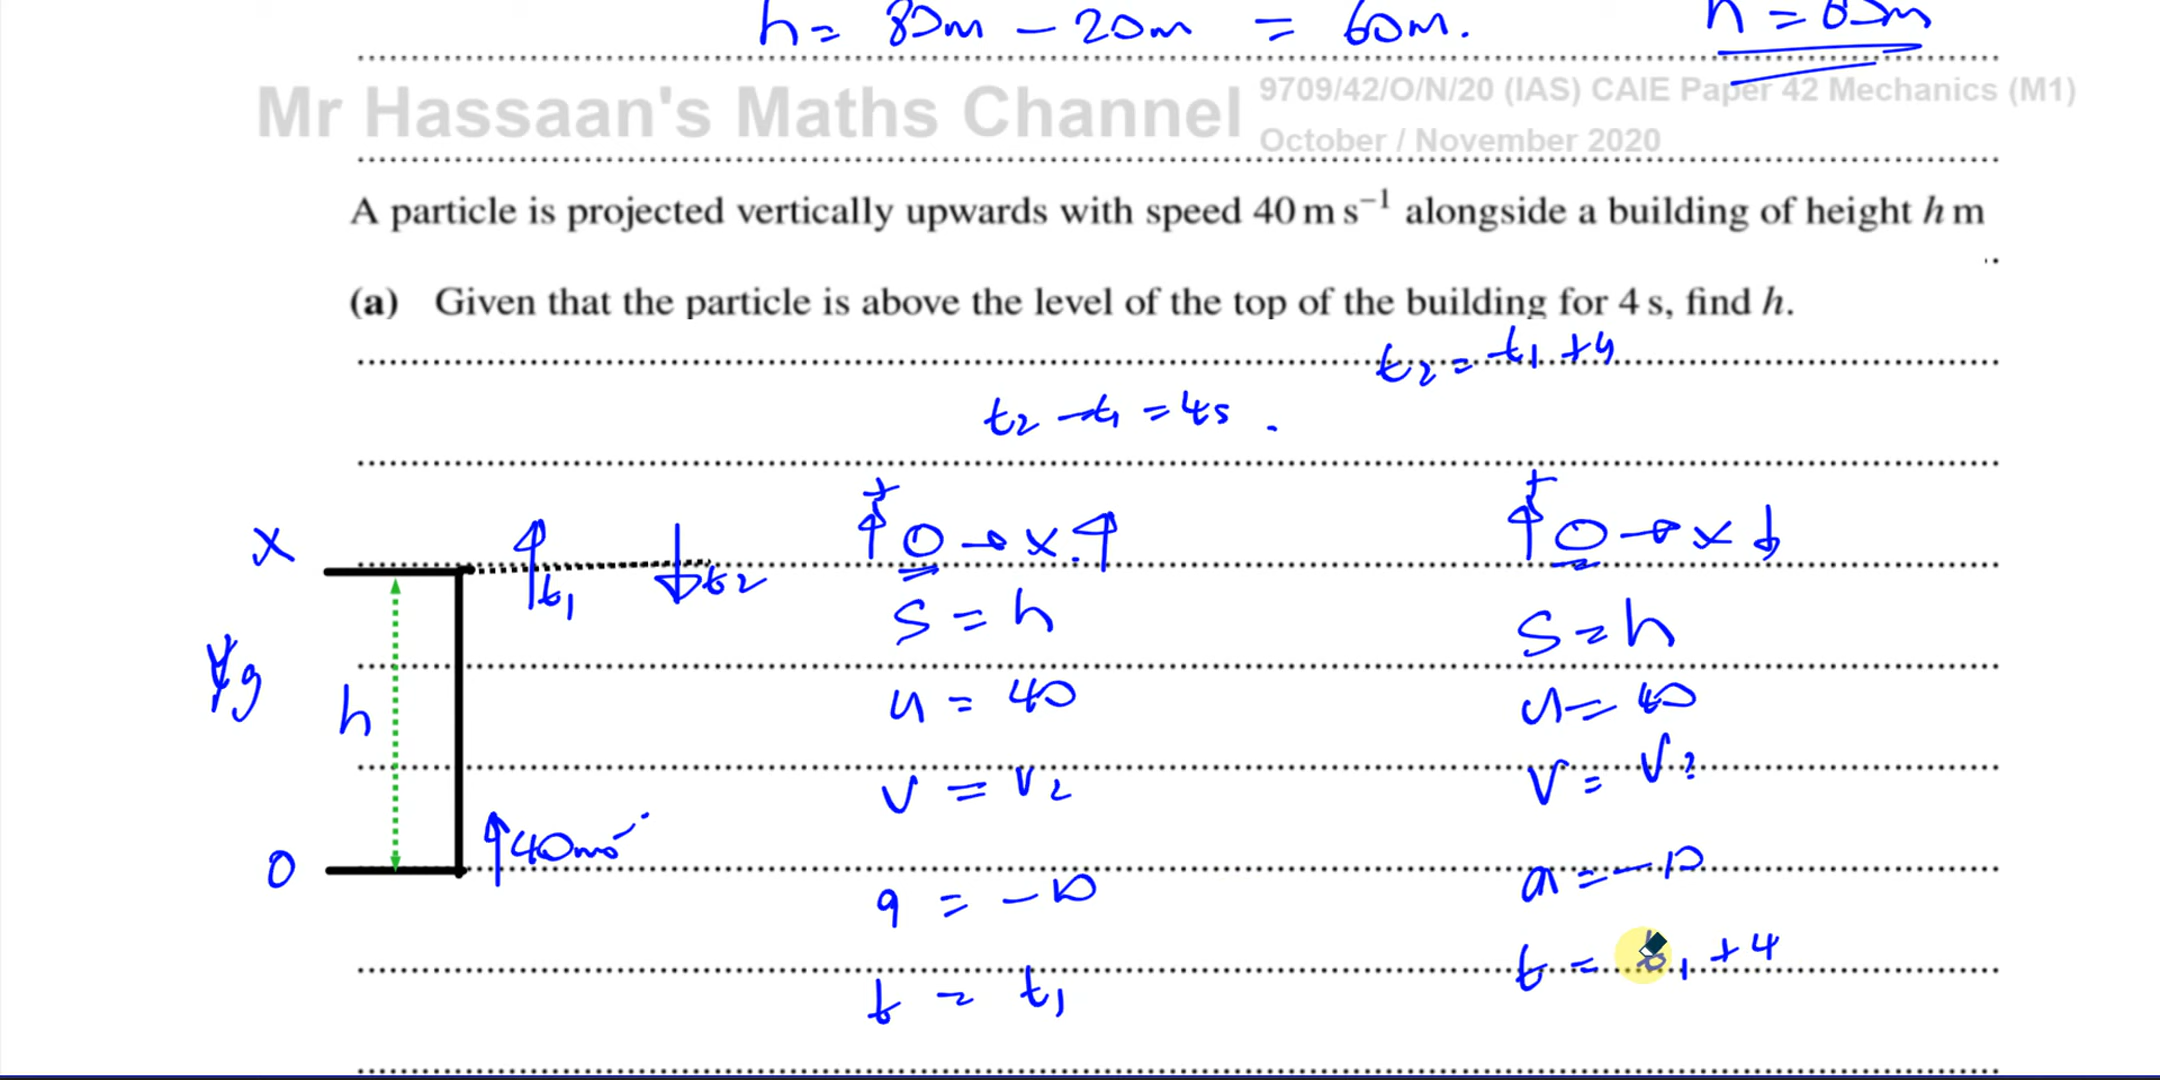 h = 80m − 20m = 60m.
h = 60m
Mr Hassaan's Maths Channel
9709/42/O/N/20 (IAS) CAIE Paper 42 Mechanics (M1)
October / November 2020
A particle is projected vertically upwards with speed 40 m s⁻¹ alongside a building of height h m
(a) Given that the particle is above the level of the top of the building for 4 s, find h.
t₂ = t₁ + 4
t₂ − t₁ = 4s.
X
t₁ t₂
↑+ O → X ↑
↑+ O → X ↓
s = h
s = h
g
h
u = 40
u = 40
v = v₂
v = v?
O
↑ 40ms⁻¹
a = −10
a = −10
t = t₁
t = t₁ + 4